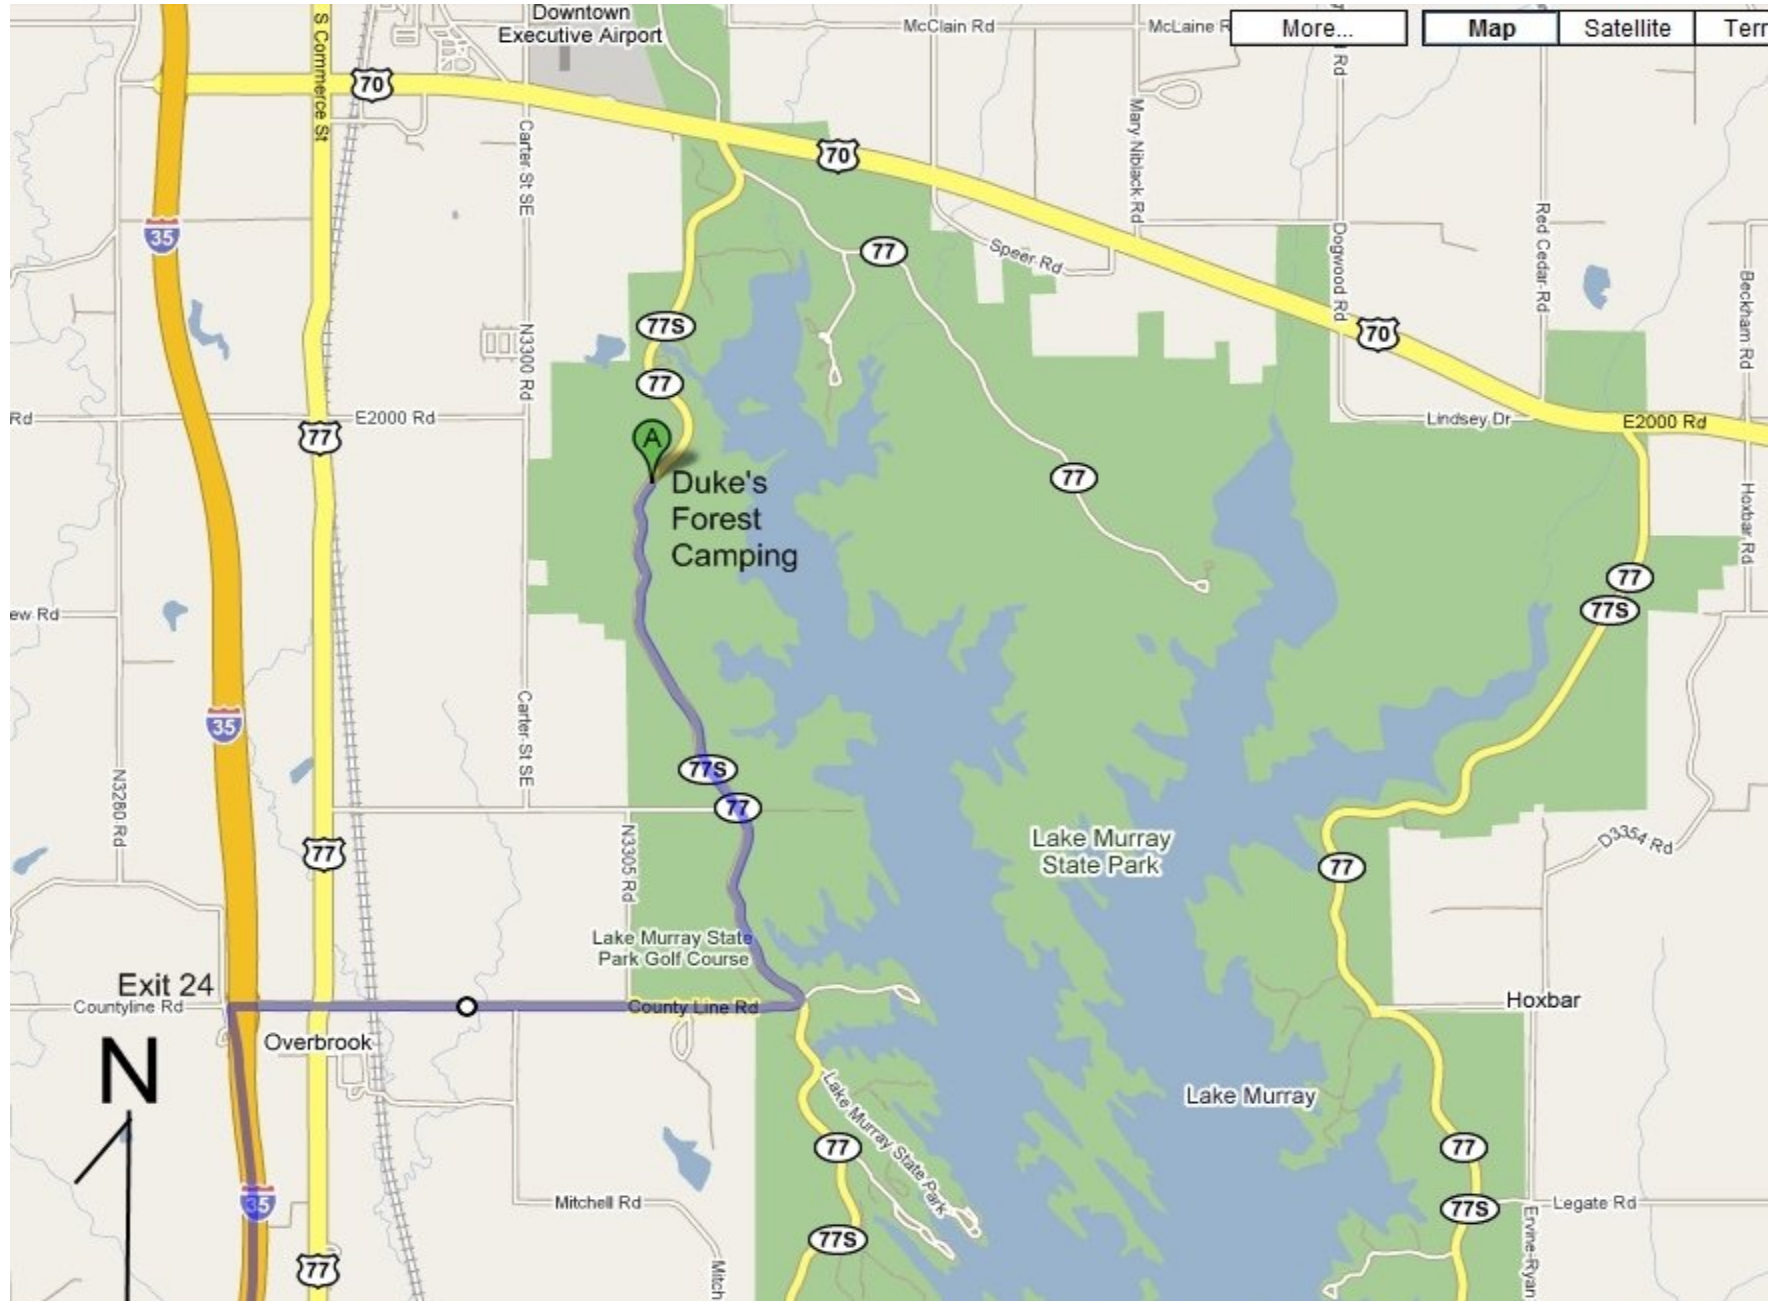 Downtown
Executive Airport
McClain Rd
McLaine R
More...
Map
Satellite
Terr
Rd
S Commerce St
70
Carter St SE
70
Mary Niblack Rd
35
77
Speer Rd
Dogwood Rd
Red Cedar Rd
Beckham Rd
77S
N3300 Rd
70
77
Rd
E2000 Rd
77
Lindsey Dr
E2000 Rd
A
Duke's
Forest
Camping
77
Hoxbar Rd
77
77S
ew Rd
35
Carter St SE
77S
77
N3280 Rd
77
N3305 Rd
Lake Murray
State Park
77
D3354 Rd
Lake Murray State
Park Golf Course
Exit 24
Countyline Rd
County Line Rd
Hoxbar
Overbrook
N
Lake Murray State Park
Lake Murray
77
77
35
Mitchell Rd
77S
Legate Rd
77S
77
Mitch
Ervine-Ryan